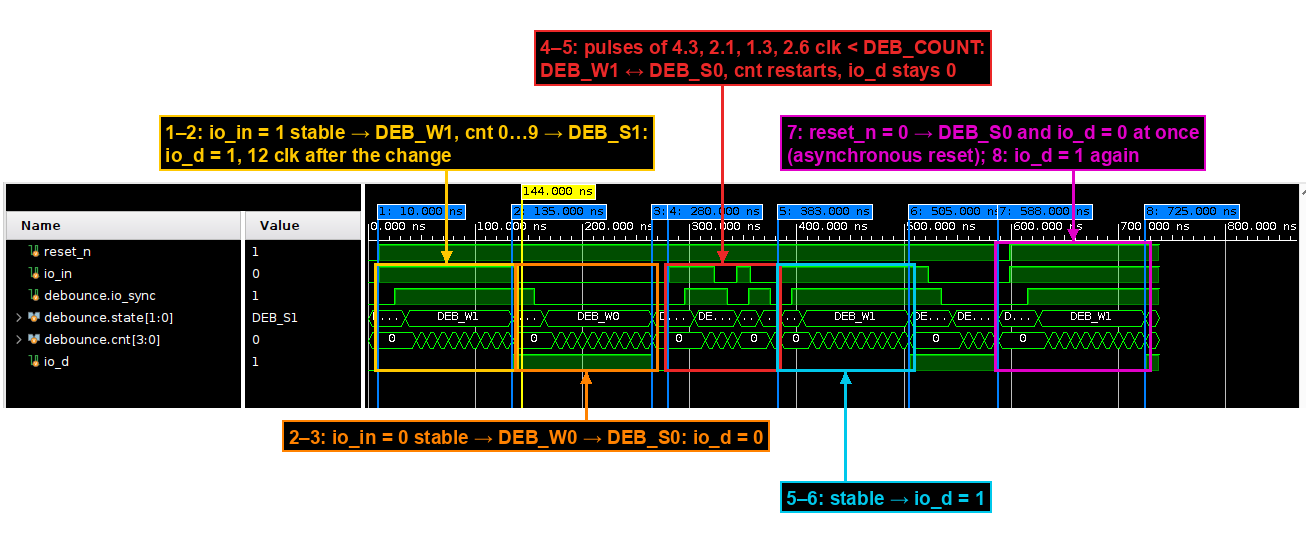 4–5: pulses of 4.3, 2.1, 1.3, 2.6 clk < DEB_COUNT:
DEB_W1 ↔ DEB_S0, cnt restarts, io_d stays 0
1–2: io_in = 1 stable → DEB_W1, cnt 0…9 → DEB_S1:
io_d = 1, 12 clk after the change
7: reset_n = 0 → DEB_S0 and io_d = 0 at once
(asynchronous reset); 8: io_d = 1 again
144.000 ns
1: 10.000 ns 2: 135.000 ns 3: 4: 280.000 ns 5: 383.000 ns 6: 505.000 ns 7: 588.000 ns 8: 725.000 ns
Name Value
0.000 ns 100.000 ns 200.000 ns 300.000 ns 400.000 ns 500.000 ns 600.000 ns 700.000 ns 800.000 ns
reset_n 1
io_in 0
debounce.io_sync 1
debounce.state[1:0] DEB_S1 D... DEB_W1 ... DEB_W0 D... DE... ... ... DEB_W1 DE... DE... D... DEB_W1
debounce.cnt[3:0] 0 0 0 0 0 0 0 0
io_d 1
2–3: io_in = 0 stable → DEB_W0 → DEB_S0: io_d = 0
5–6: stable → io_d = 1